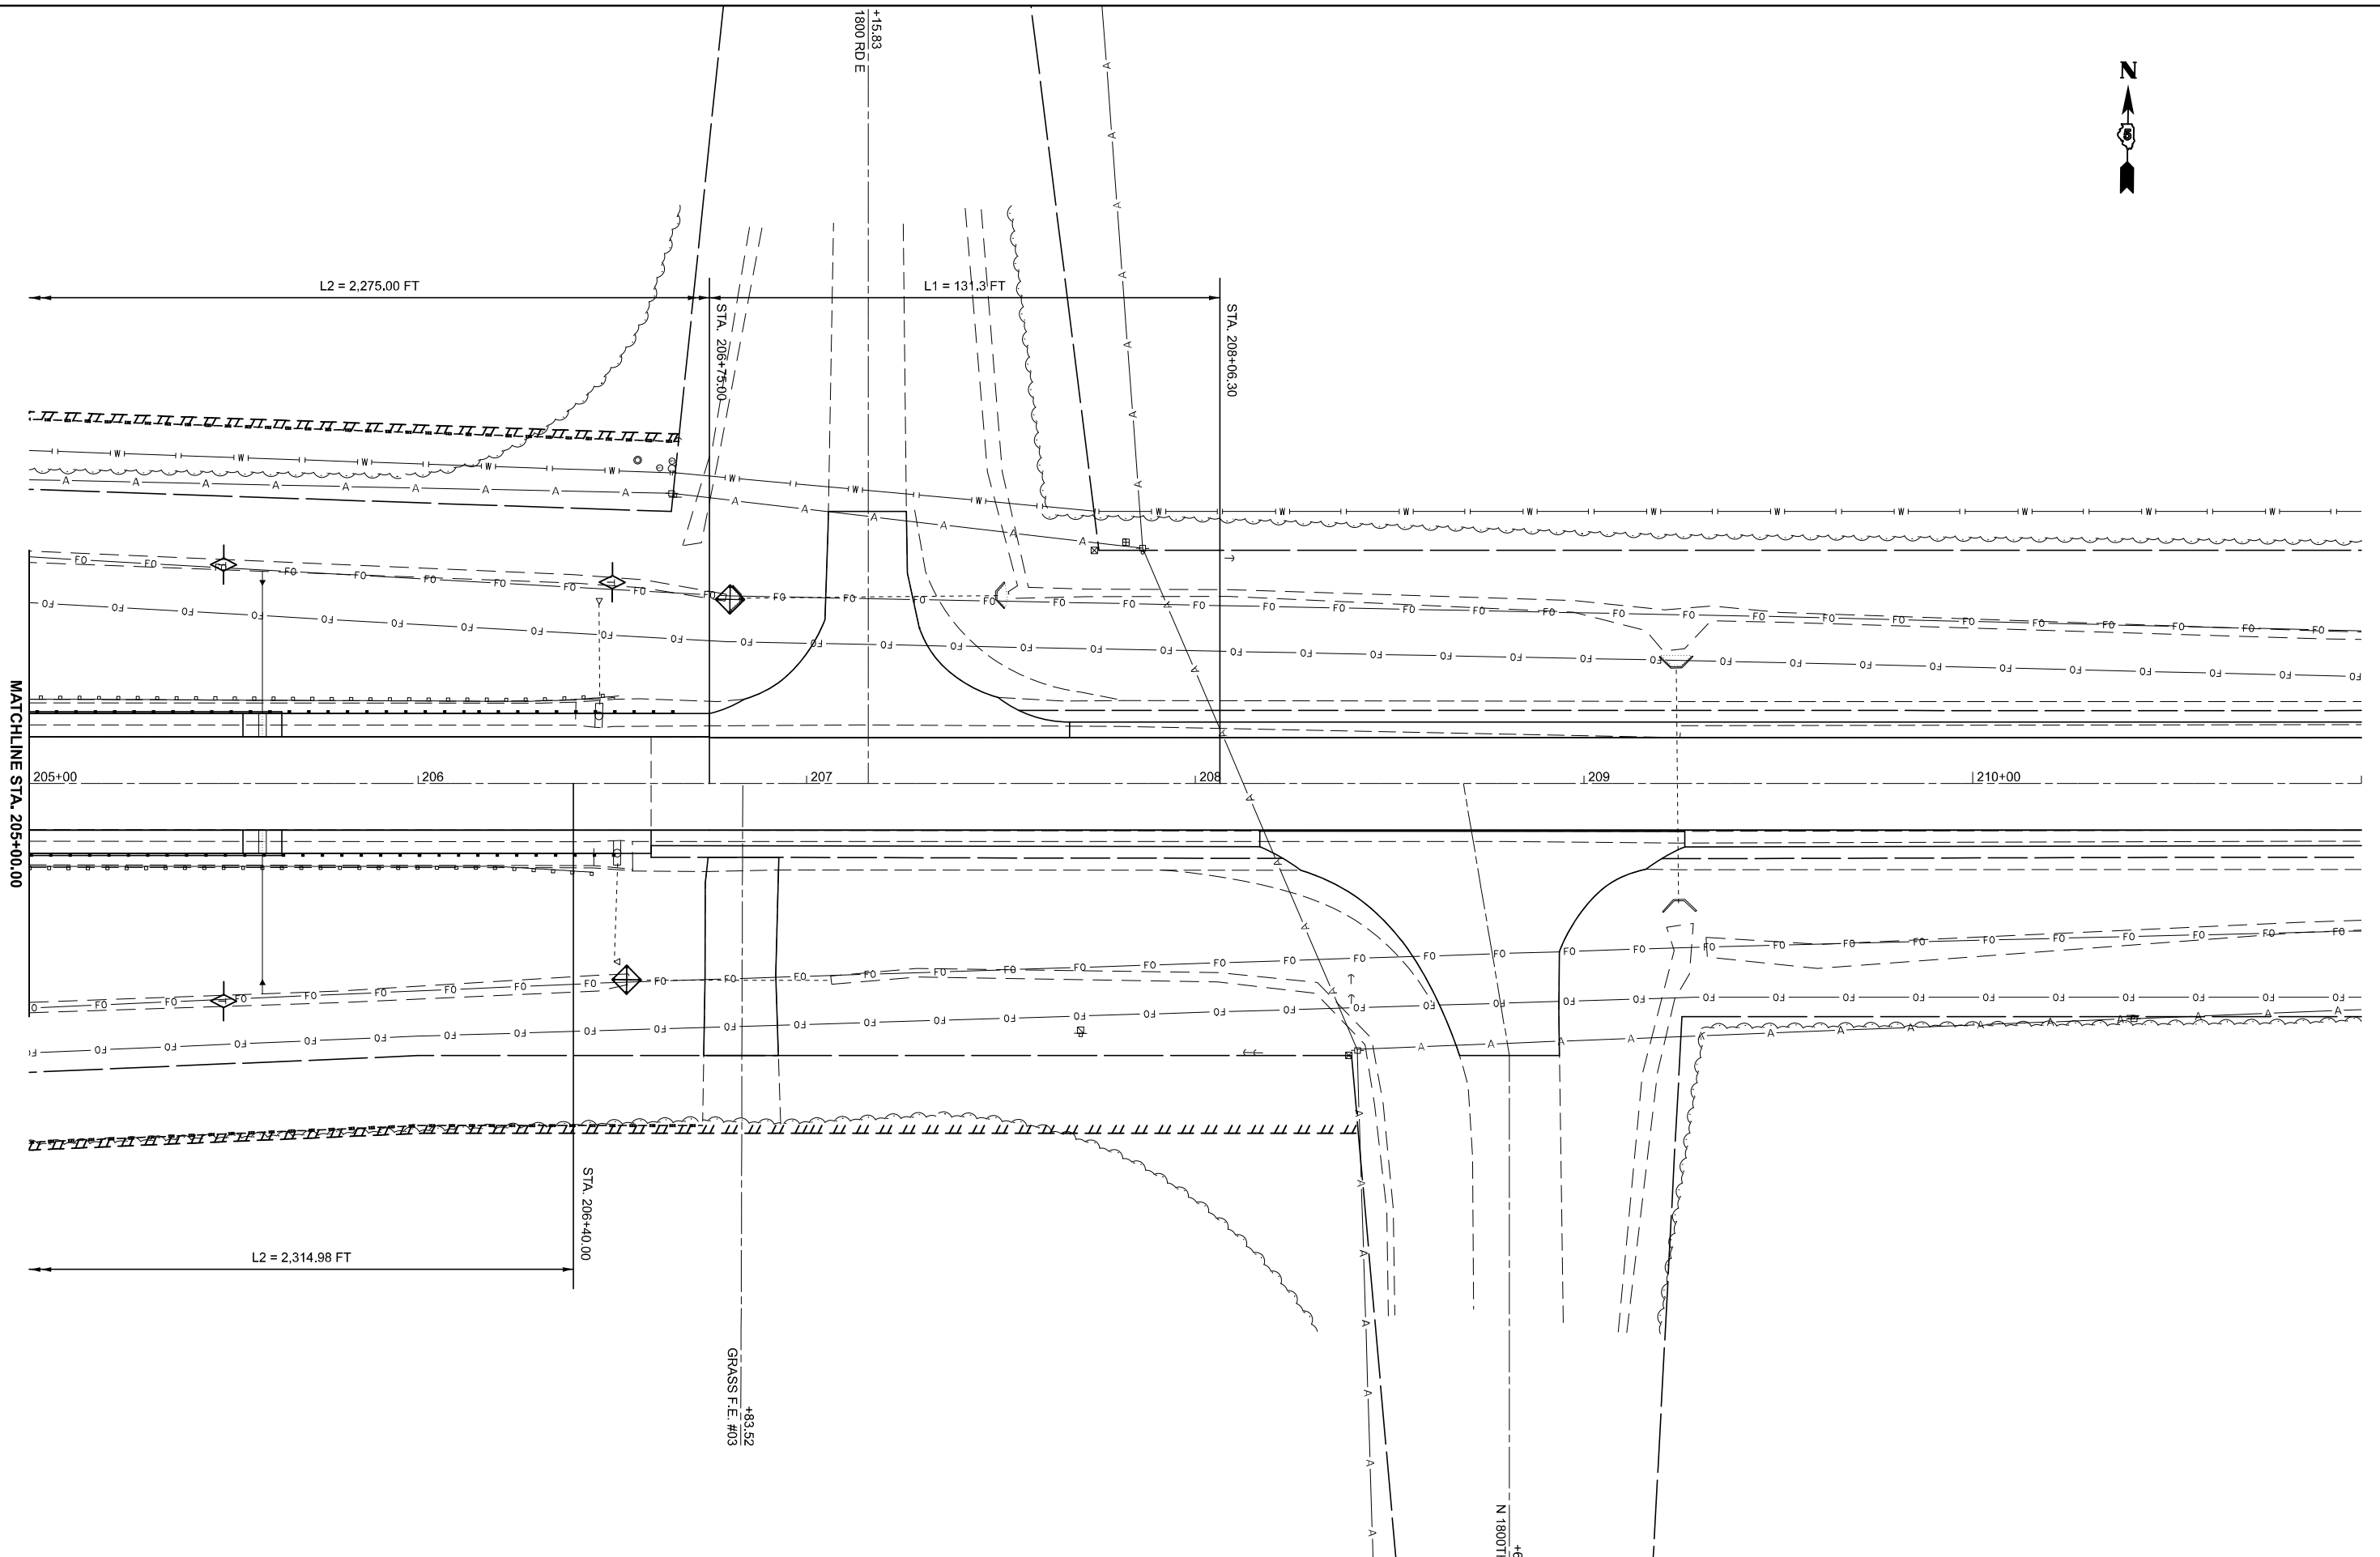 +15.83
1800 RD E
N
5
L2 = 2,275.00 FT
L1 = 131.3 FT
STA. 206+75.00
STA. 208+06.30
MATCHLINE STA. 205+00.00
205+00
206
207
208
209
210+00
STA. 206+40.00
L2 = 2,314.98 FT
+83.52
GRASS F.E. #03
N 1800